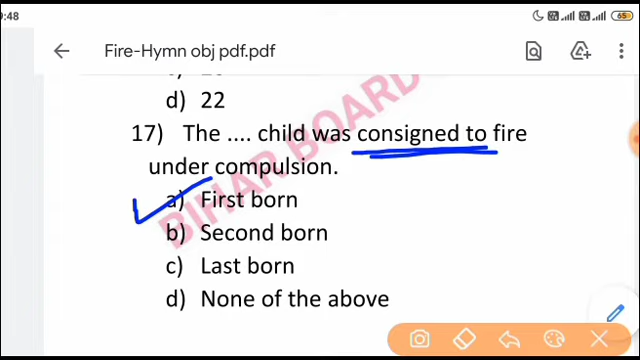 9:48
65
Fire-Hymn obj pdf.pdf
d) 22
17) The .... child was consigned to fire
under compulsion.
a) First born
b) Second born
c) Last born
d) None of the above
BIHAR BOARD